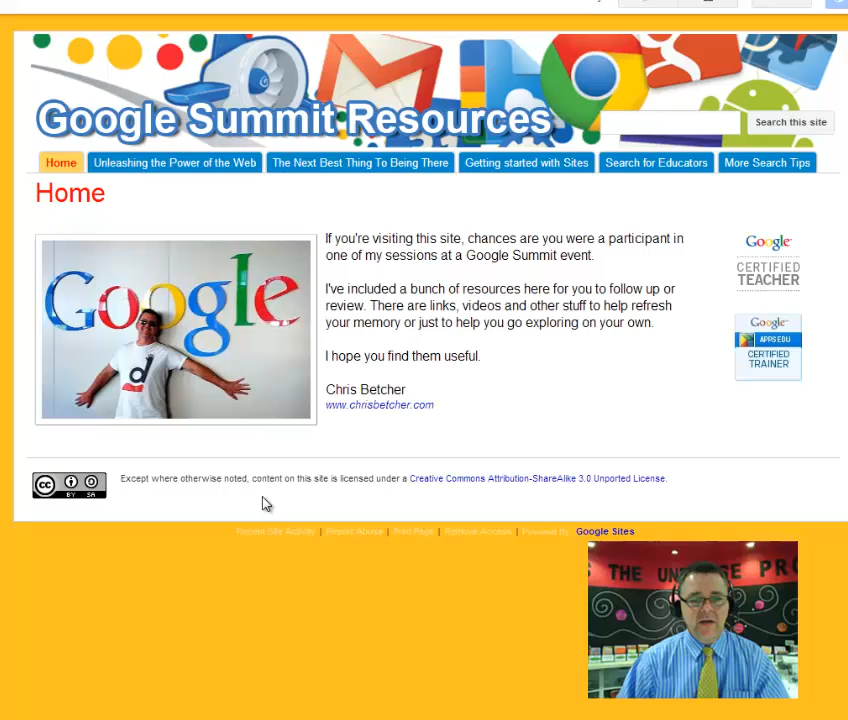 Google Summit Resources
Search this site
Home
Unleashing the Power of the Web
The Next Best Thing To Being There
Getting started with Sites
Search for Educators
More Search Tips
Home
Google
d
If you're visiting this site, chances are you were a participant in
one of my sessions at a Google Summit event.
I've included a bunch of resources here for you to follow up or
review. There are links, videos and other stuff to help refresh
your memory or just to help you go exploring on your own.
I hope you find them useful.
Chris Betcher
www.chrisbetcher.com
Google
CERTIFIED
TEACHER
Google
APPS EDU
CERTIFIED
TRAINER
cc
BY SA
Except where otherwise noted, content on this site is licensed under a Creative Commons Attribution-ShareAlike 3.0 Unported License.
Recent Site Activity | Report Abuse | Print Page | Remove Access | Powered By Google Sites
THE